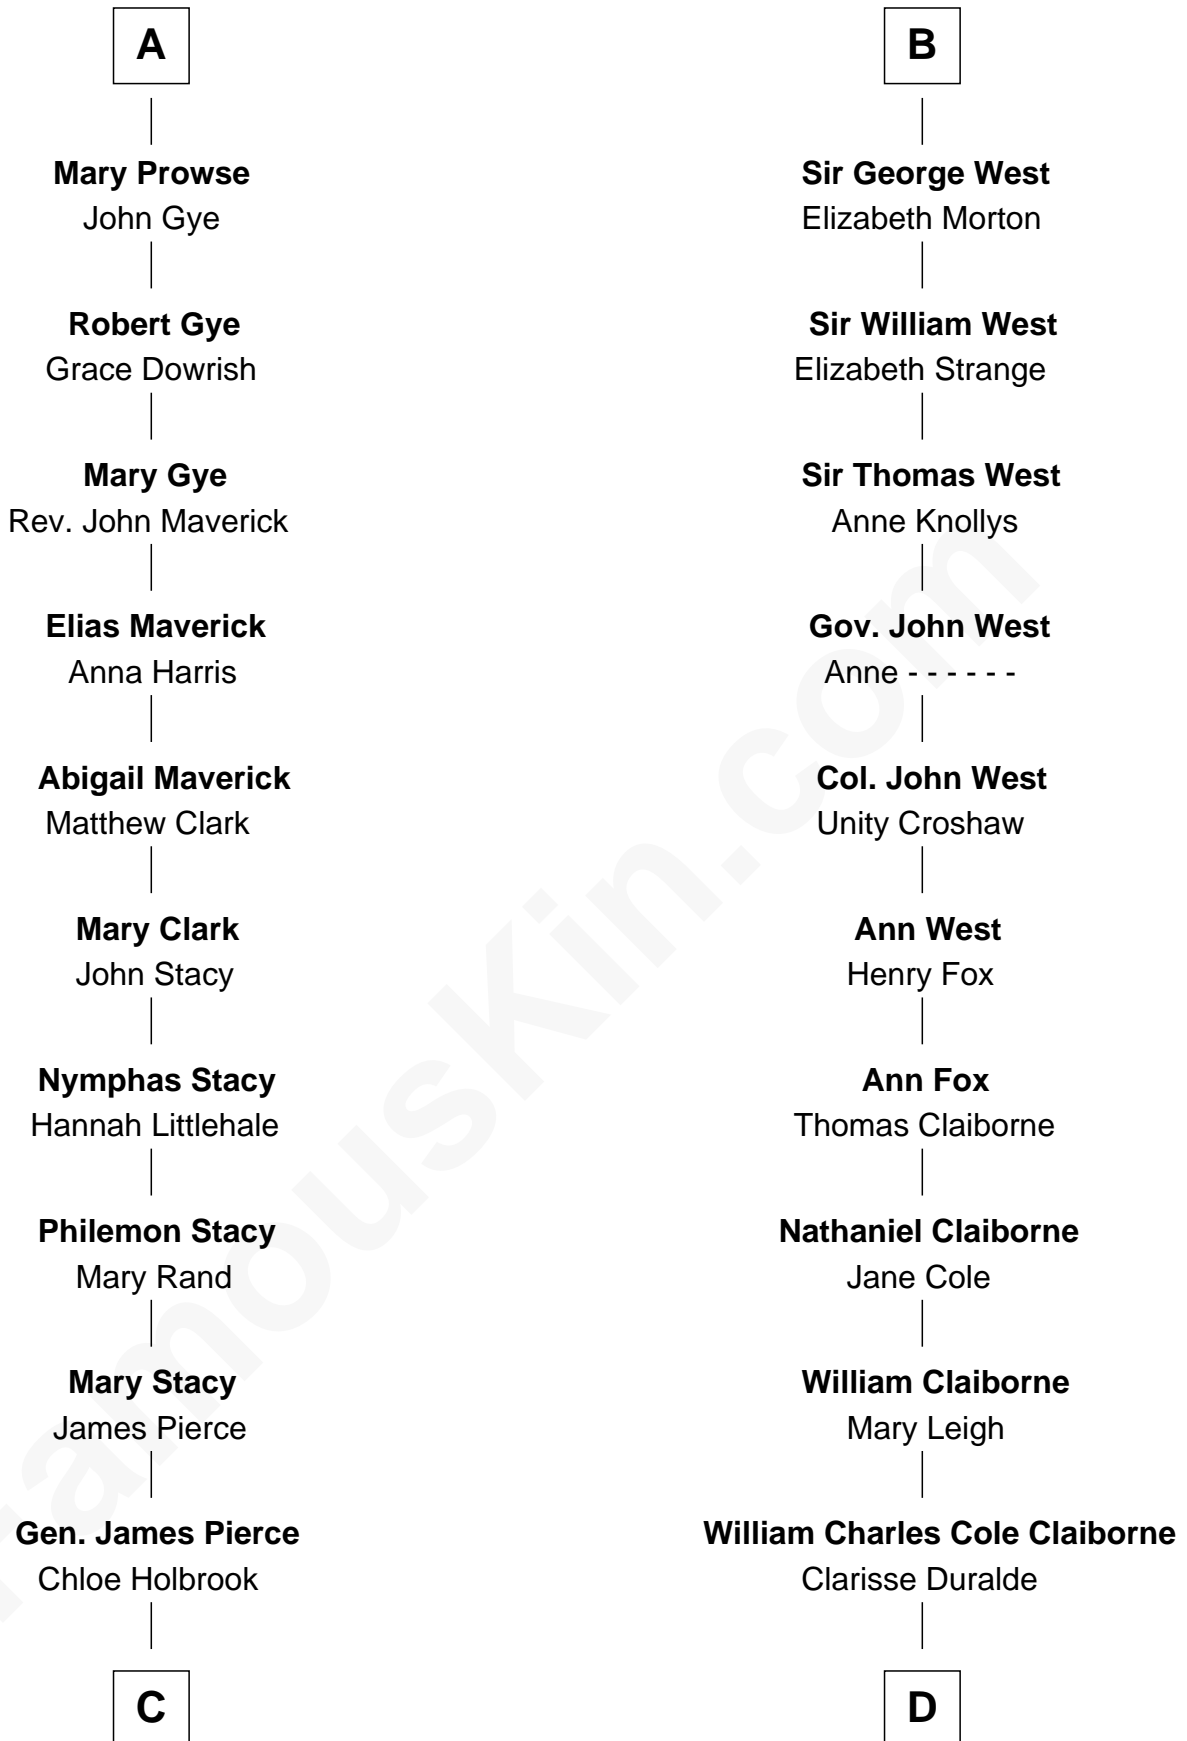 A
Mary Prowse
John Gye
Robert Gye
Grace Dowrish
Mary Gye
Rev. John Maverick
Elias Maverick
Anna Harris
Abigail Maverick
Matthew Clark
Mary Clark
John Stacy
Nymphas Stacy
Hannah Littlehale
Philemon Stacy
Mary Rand
Mary Stacy
James Pierce
Gen. James Pierce
Chloe Holbrook
C
B
Sir George West
Elizabeth Morton
Sir William West
Elizabeth Strange
Sir Thomas West
Anne Knollys
Gov. John West
Anne - - - - - -
Col. John West
Unity Croshaw
Ann West
Henry Fox
Ann Fox
Thomas Claiborne
Nathaniel Claiborne
Jane Cole
William Claiborne
Mary Leigh
William Charles Cole Claiborne
Clarisse Duralde
D
FamousKin.com